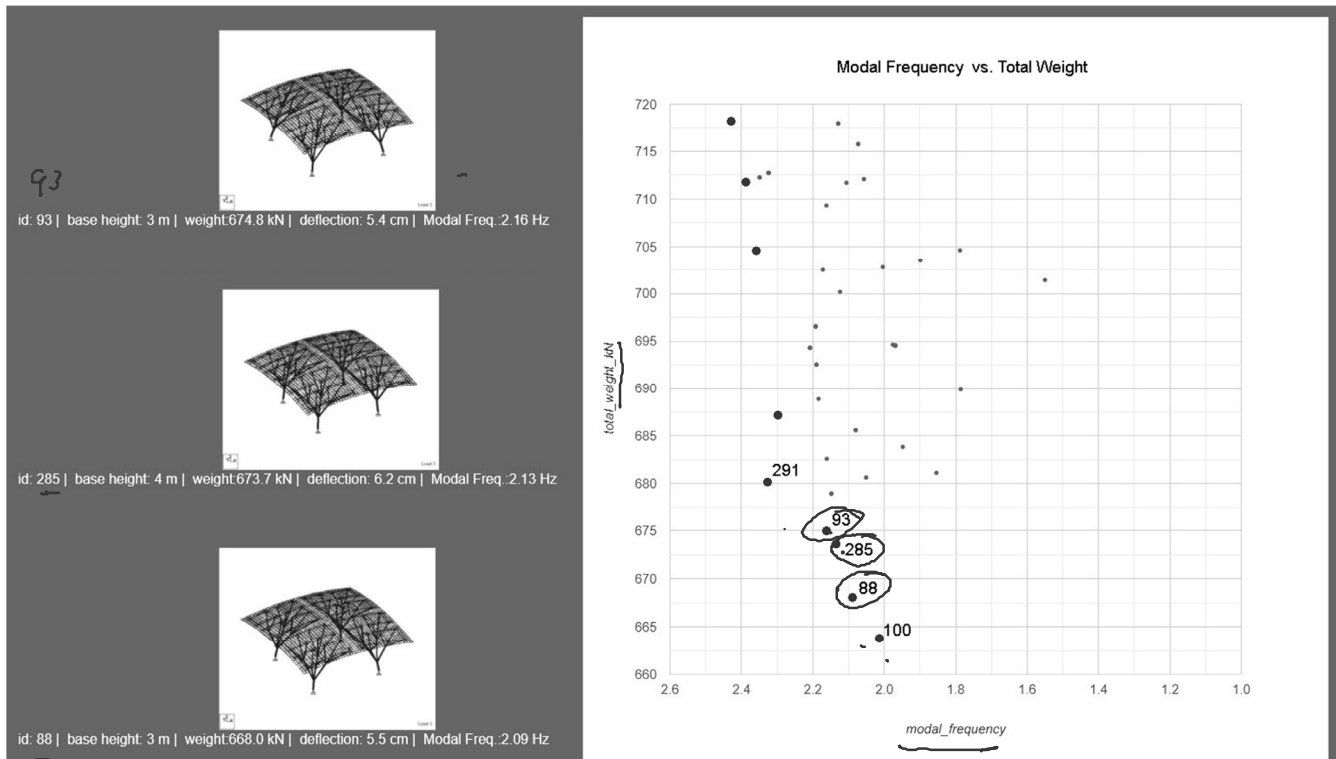 93
id: 93 | base height: 3 m | weight:674.8 kN | deflection: 5.4 cm | Modal Freq.:2.16 Hz
id: 285 | base height: 4 m | weight:673.7 kN | deflection: 6.2 cm | Modal Freq.:2.13 Hz
id: 88 | base height: 3 m | weight:668.0 kN | deflection: 5.5 cm | Modal Freq.:2.09 Hz
Modal Frequency vs. Total Weight
total_weight_kN
720
715
710
705
700
695
690
685
680
675
670
665
660
291
93
285
88
100
2.6 2.4 2.2 2.0 1.8 1.6 1.4 1.2 1.0
modal_frequency